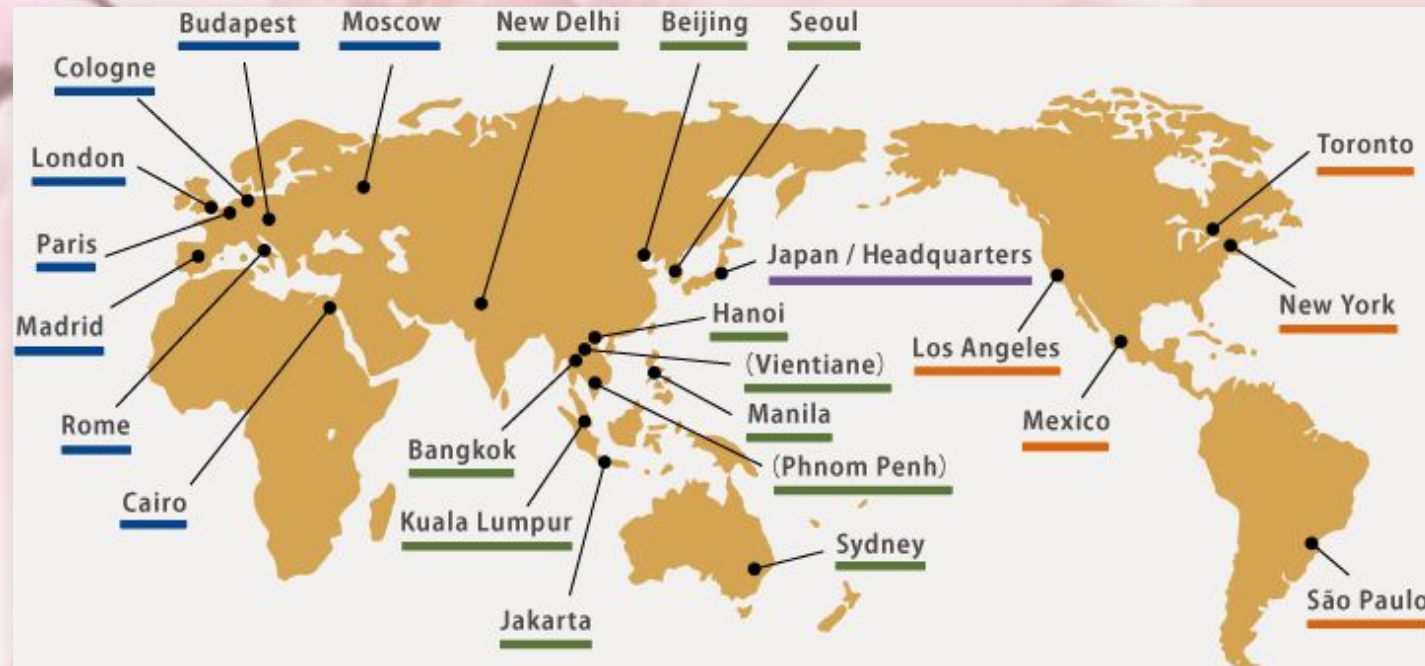 Budapest
Moscow
New Delhi
Beijing
Seoul
Cologne
London
Toronto
Paris
Japan / Headquarters
Madrid
Hanoi
New York
Los Angeles
(Vientiane)
Rome
Manila
Mexico
Bangkok
(Phnom Penh)
Cairo
Kuala Lumpur
Sydney
Jakarta
São Paulo